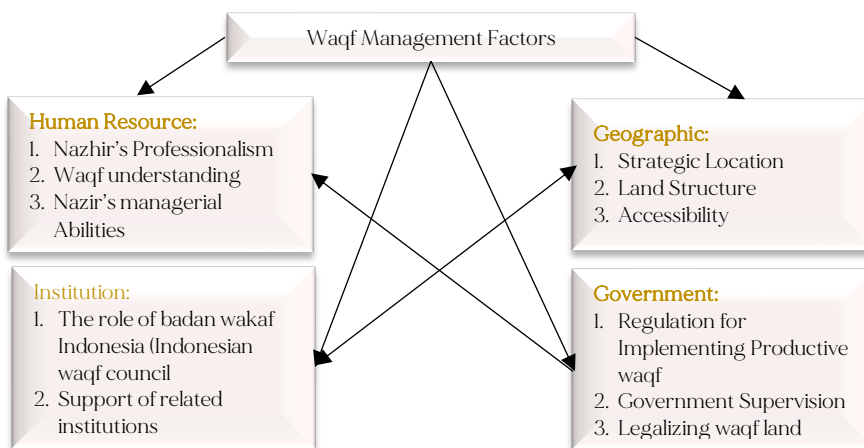 Waqf Management Factors
Human Resource:
1. Nazhir's Professionalism
2. Waqf understanding
3. Nazir's managerial
Abilities
Geographic:
1. Strategic Location
2. Land Structure
3. Accessibility
Institution:
1. The role of badan wakaf
Indonesia (Indonesian
waqf council
2. Support of related
institutions
Government:
1. Regulation for
Implementing Productive
waqf
2. Government Supervision
3. Legalizing waqf land